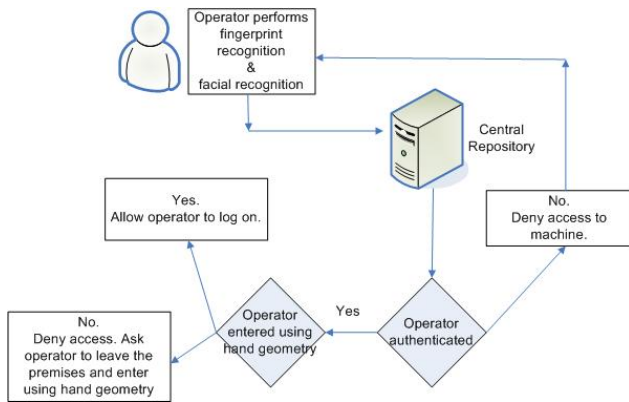 Operator performs
fingerprint
recognition
&
facial recognition
Central
Repository
Yes.
Allow operator to log on.
No.
Deny access to
machine.
Operator
entered using
hand geometry
Yes
Operator
authenticated
No.
Deny access. Ask
operator to leave the
premises and enter
using hand geometry